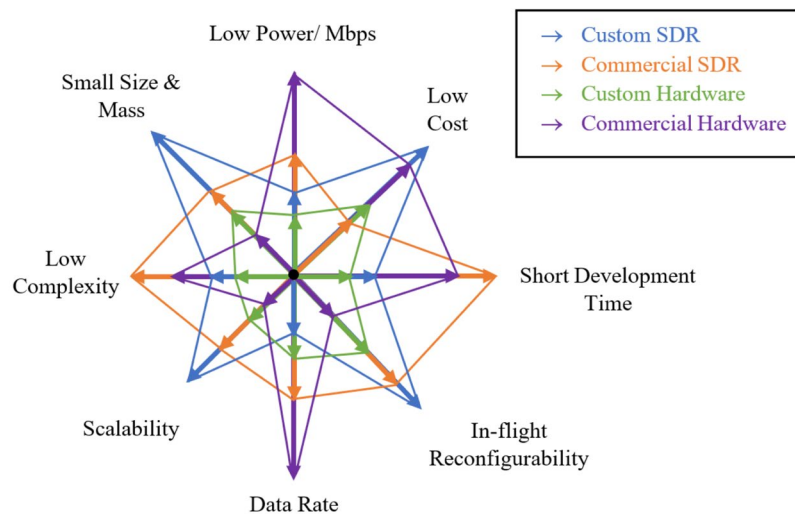 Low Power/ Mbps
Small Size &
Mass
Low
Cost
→ Custom SDR
→ Commercial SDR
→ Custom Hardware
→ Commercial Hardware
Low
Complexity
Short Development
Time
Scalability
In-flight
Reconfigurability
Data Rate